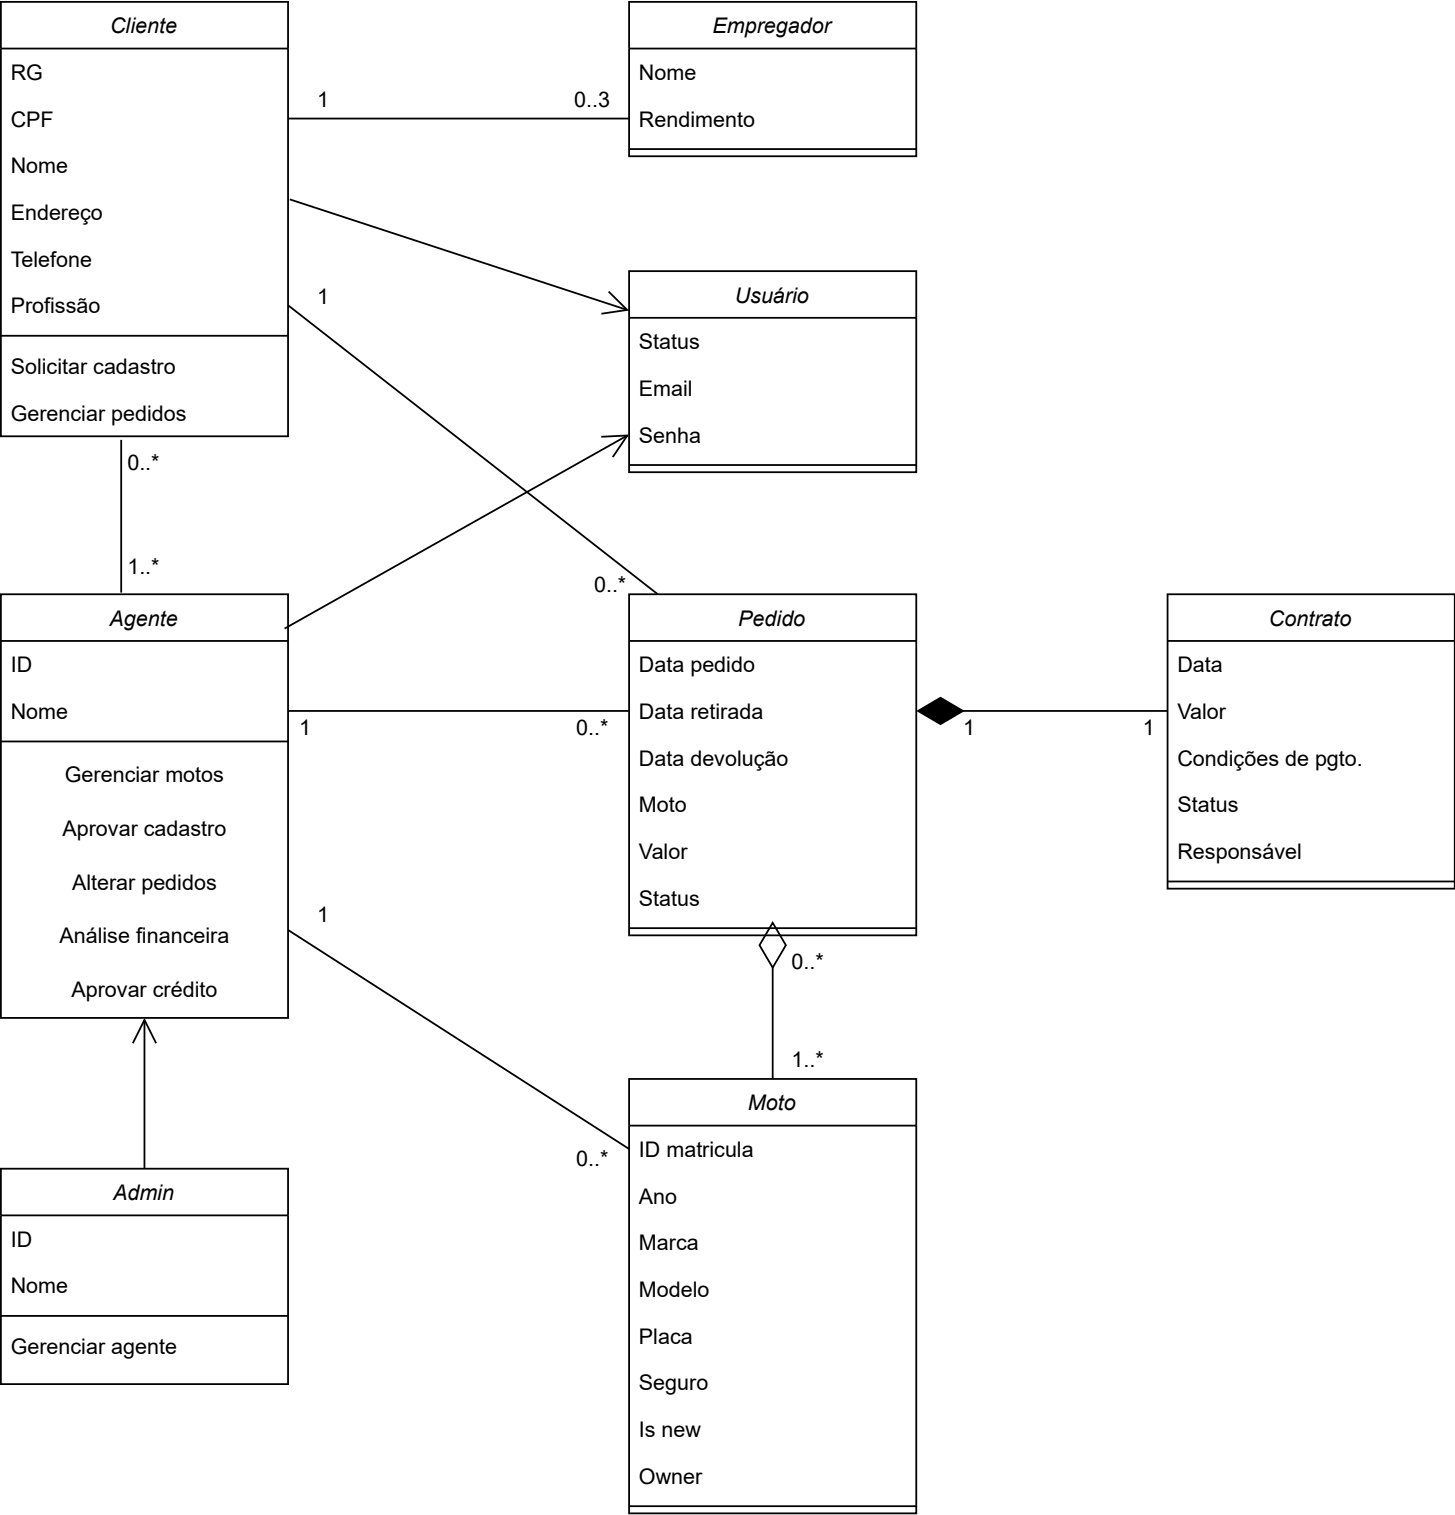 Cliente
RG
CPF
Nome
Endereço
Telefone
Profissão
Solicitar cadastro
Gerenciar pedidos
1
0..3
Empregador
Nome
Rendimento
Usuário
Status
Email
Senha
1
0..*
0..*
1..*
Agente
ID
Nome
Gerenciar motos
Aprovar cadastro
Alterar pedidos
Análise financeira
Aprovar crédito
1
0..*
Pedido
Data pedido
Data retirada
Data devolução
Moto
Valor
Status
1
1
Contrato
Data
Valor
Condições de pgto.
Status
Responsável
1
0..*
0..*
1..*
Admin
ID
Nome
Gerenciar agente
Moto
ID matricula
Ano
Marca
Modelo
Placa
Seguro
Is new
Owner